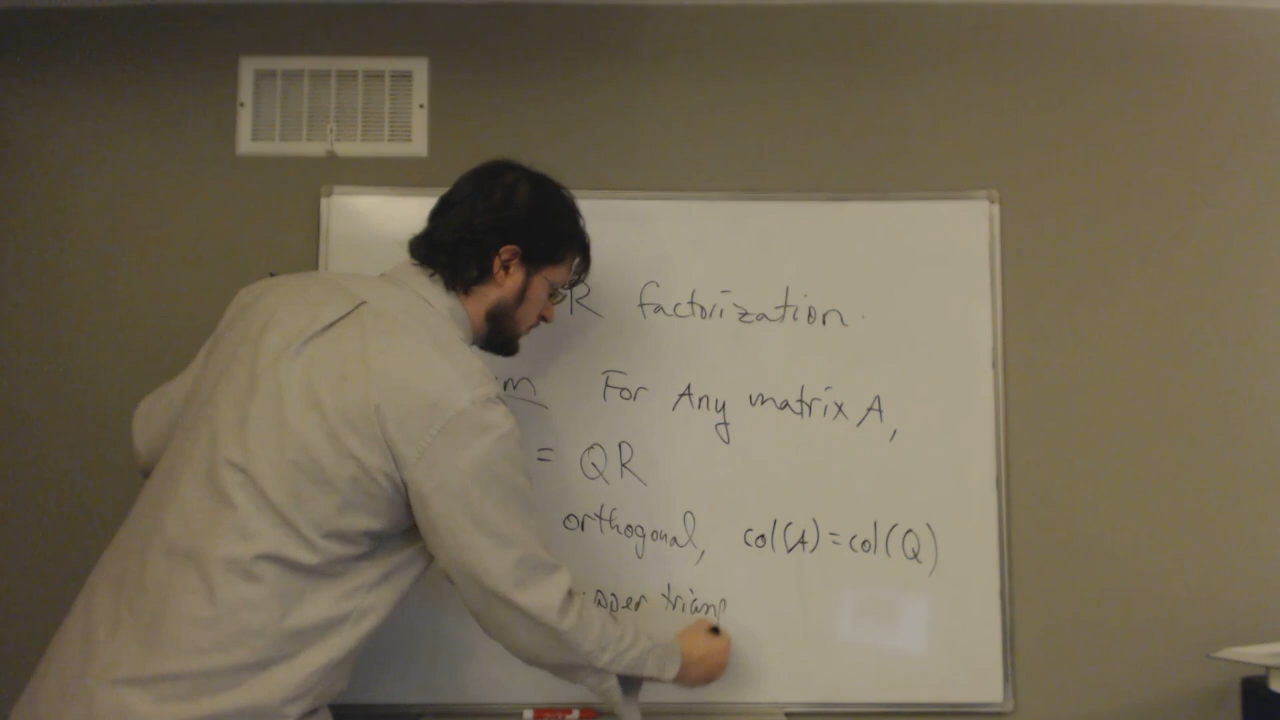 R factorization.
For Any matrix A,
= QR
orthogonal, col(A)=col(Q)